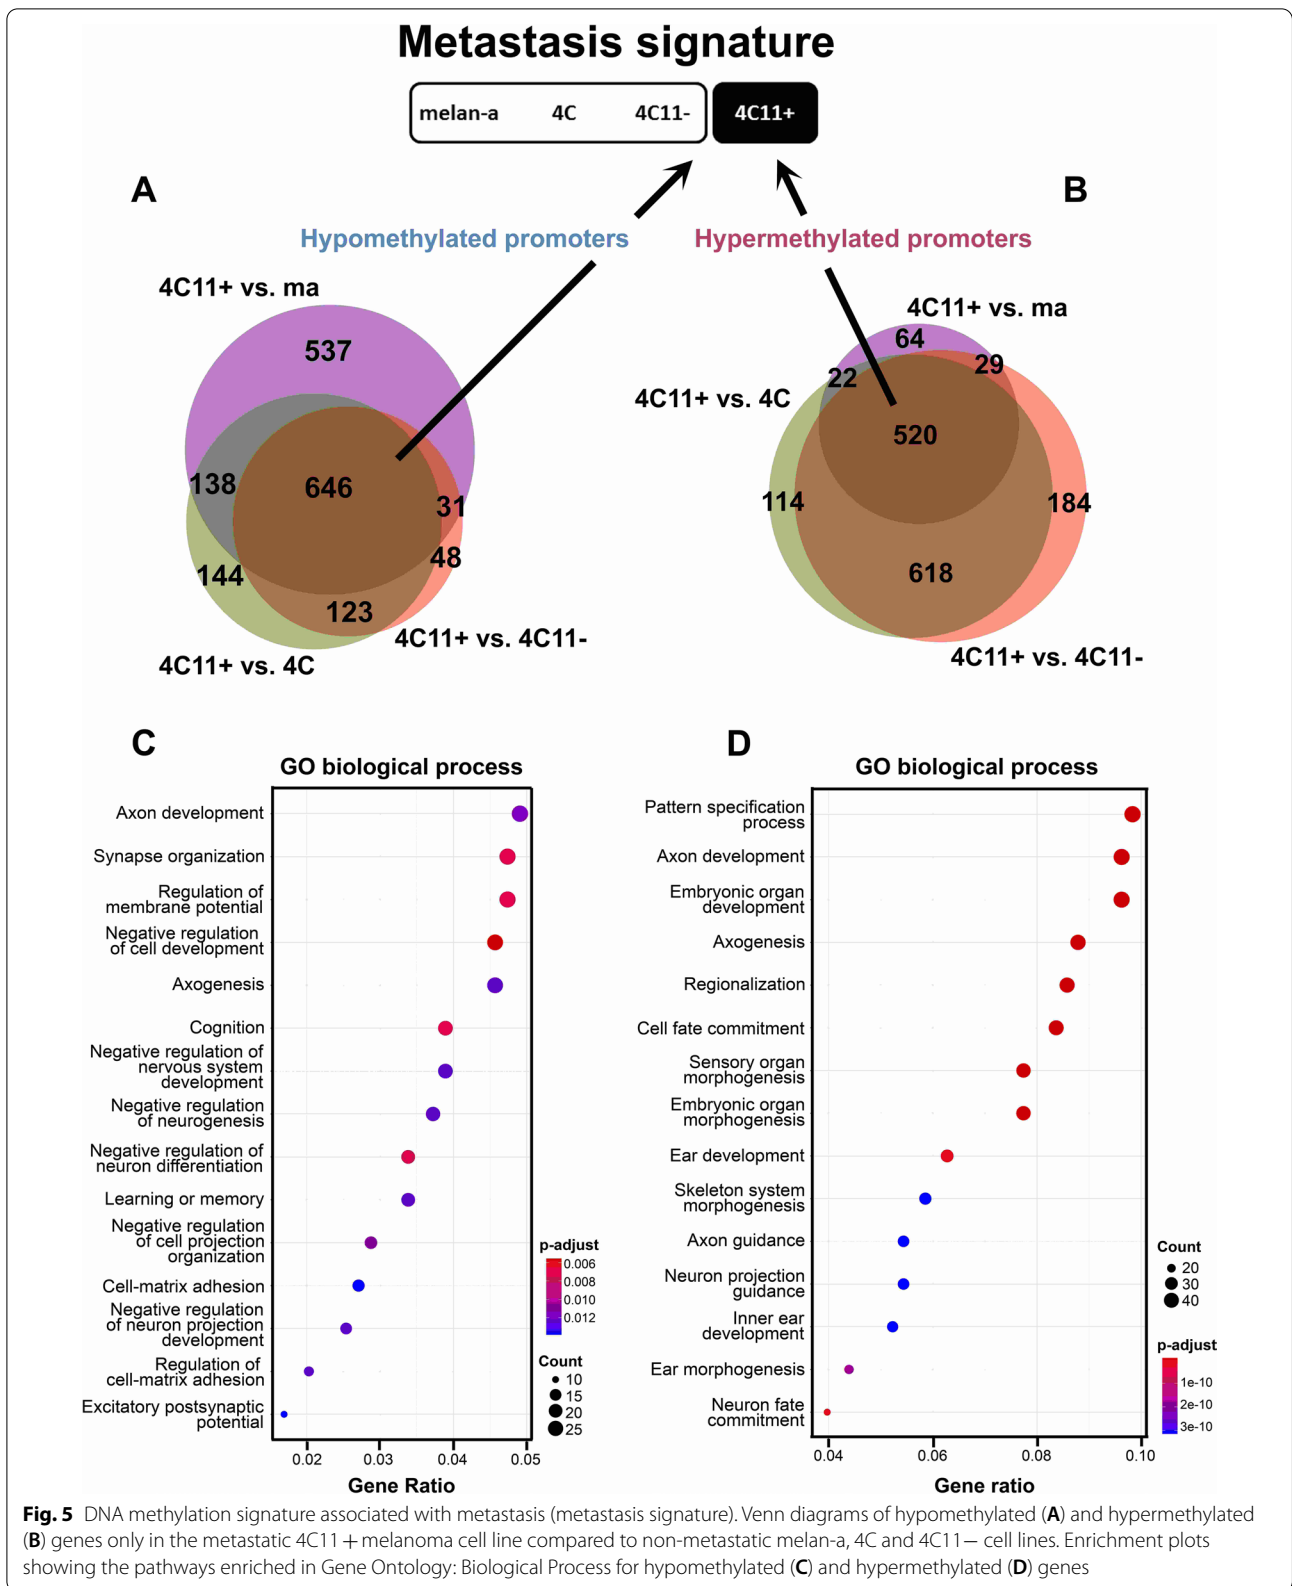 Metastasis signature
melan-a 4C 4C11- 4C11+
A
B
Hypomethylated promoters
Hypermethylated promoters
4C11+ vs. ma
537
138
646
31
48
144
123
4C11+ vs. 4C11-
4C11+ vs. 4C
4C11+ vs. ma
64
22
29
4C11+ vs. 4C
520
114
184
618
4C11+ vs. 4C11-
C
GO biological process
Axon development
Synapse organization
Regulation of
membrane potential
Negative regulation
of cell development
Axogenesis
Cognition
Negative regulation of
nervous system
development
Negative regulation
of neurogenesis
Negative regulation of
neuron differentiation
Learning or memory
Negative regulation
of cell projection
organization
Cell-matrix adhesion
Negative regulation
of neuron projection
development
Regulation of
cell-matrix adhesion
Excitatory postsynaptic
potential
0.02 0.03 0.04 0.05
Gene Ratio
p-adjust
0.006
0.008
0.010
0.012
Count
10
15
20
25
D
GO biological process
Pattern specification
process
Axon development
Embryonic organ
development
Axogenesis
Regionalization
Cell fate commitment
Sensory organ
morphogenesis
Embryonic organ
morphogenesis
Ear development
Skeleton system
morphogenesis
Axon guidance
Neuron projection
guidance
Inner ear
development
Ear morphogenesis
Neuron fate
commitment
0.04 0.06 0.08 0.10
Gene ratio
Count
20
30
40
p-adjust
1e-10
2e-10
3e-10
Fig. 5 DNA methylation signature associated with metastasis (metastasis signature). Venn diagrams of hypomethylated (A) and hypermethylated
(B) genes only in the metastatic 4C11 + melanoma cell line compared to non-metastatic melan-a, 4C and 4C11− cell lines. Enrichment plots
showing the pathways enriched in Gene Ontology: Biological Process for hypomethylated (C) and hypermethylated (D) genes